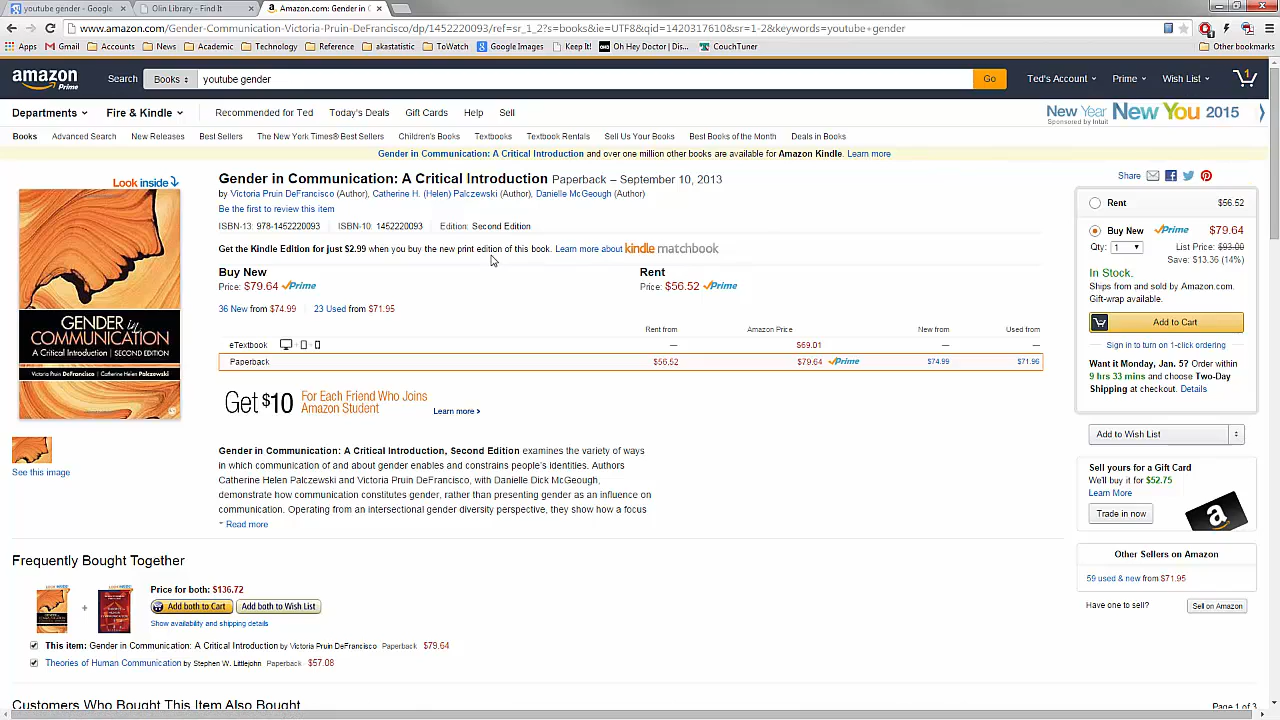 youtube gender - Google
Olin Library - Find It
Amazon.com: Gender in C
www.amazon.com/Gender-Communication-Victoria-Pruin-DeFrancisco/dp/1452220093/ref=sr_1_2?s=books&ie=UTF8&qid=1420317610&sr=1-2&keywords=youtube+gender
Apps Gmail Accounts News Academic Technology Reference akastatistic ToWatch Google Images Keep It! Oh Hey Doctor | Dis... CouchTuner Other bookmarks
amazon Prime Search Books youtube gender Go Ted's Account Prime Wish List 1
Departments Fire & Kindle Recommended for Ted Today's Deals Gift Cards Help Sell New Year New You 2015
Sponsored by Intuit
Books Advanced Search New Releases Best Sellers The New York Times® Best Sellers Children's Books Textbooks Textbook Rentals Sell Us Your Books Best Books of the Month Deals in Books
Gender in Communication: A Critical Introduction and over one million other books are available for Amazon Kindle. Learn more
Look inside
Gender in Communication: A Critical Introduction Paperback – September 10, 2013
by Victoria Pruin DeFrancisco (Author), Catherine H. (Helen) Palczewski (Author), Danielle McGeough (Author)
Be the first to review this item
ISBN-13: 978-1452220093 ISBN-10: 1452220093 Edition: Second Edition
Get the Kindle Edition for just $2.99 when you buy the new print edition of this book. Learn more about kindle matchbook
Buy New
Price: $79.64 Prime
Rent
Price: $56.52 Prime
36 New from $74.99 23 Used from $71.95
Rent from Amazon Price New from Used from
eTextbook — $69.01 — —
Paperback $56.52 $79.64 Prime $74.99 $71.96
GENDER in
COMMUNICATION
A Critical Introduction | SECOND EDITION
Victoria Pruin DeFrancisco | Catherine Helen Palczewski
See this image
Get $10 For Each Friend Who Joins
Amazon Student Learn more
Gender in Communication: A Critical Introduction, Second Edition examines the variety of ways
in which communication of and about gender enables and constrains people's identities. Authors
Catherine Helen Palczewski and Victoria Pruin DeFrancisco, with Danielle Dick McGeough,
demonstrate how communication constitutes gender, rather than presenting gender as an influence on
communication. Operating from an intersectional gender diversity perspective, they show how a focus
Read more
Share
Rent $56.52
Buy New Prime $79.64
Qty: 1 List Price: $93.00
Save: $13.36 (14%)
In Stock.
Ships from and sold by Amazon.com.
Gift-wrap available.
Add to Cart
Sign in to turn on 1-click ordering
Want it Monday, Jan. 5? Order within
9 hrs 33 mins and choose Two-Day
Shipping at checkout. Details
Add to Wish List
Sell yours for a Gift Card
We'll buy it for $52.75
Learn More
Trade in now
Other Sellers on Amazon
59 used & new from $71.95
Have one to sell? Sell on Amazon
Frequently Bought Together
Price for both: $136.72
Add both to Cart Add both to Wish List
Show availability and shipping details
This item: Gender in Communication: A Critical Introduction by Victoria Pruin DeFrancisco Paperback $79.64
Theories of Human Communication by Stephen W. Littlejohn Paperback $57.08
Customers Who Bought This Item Also Bought
Page 1 of 3